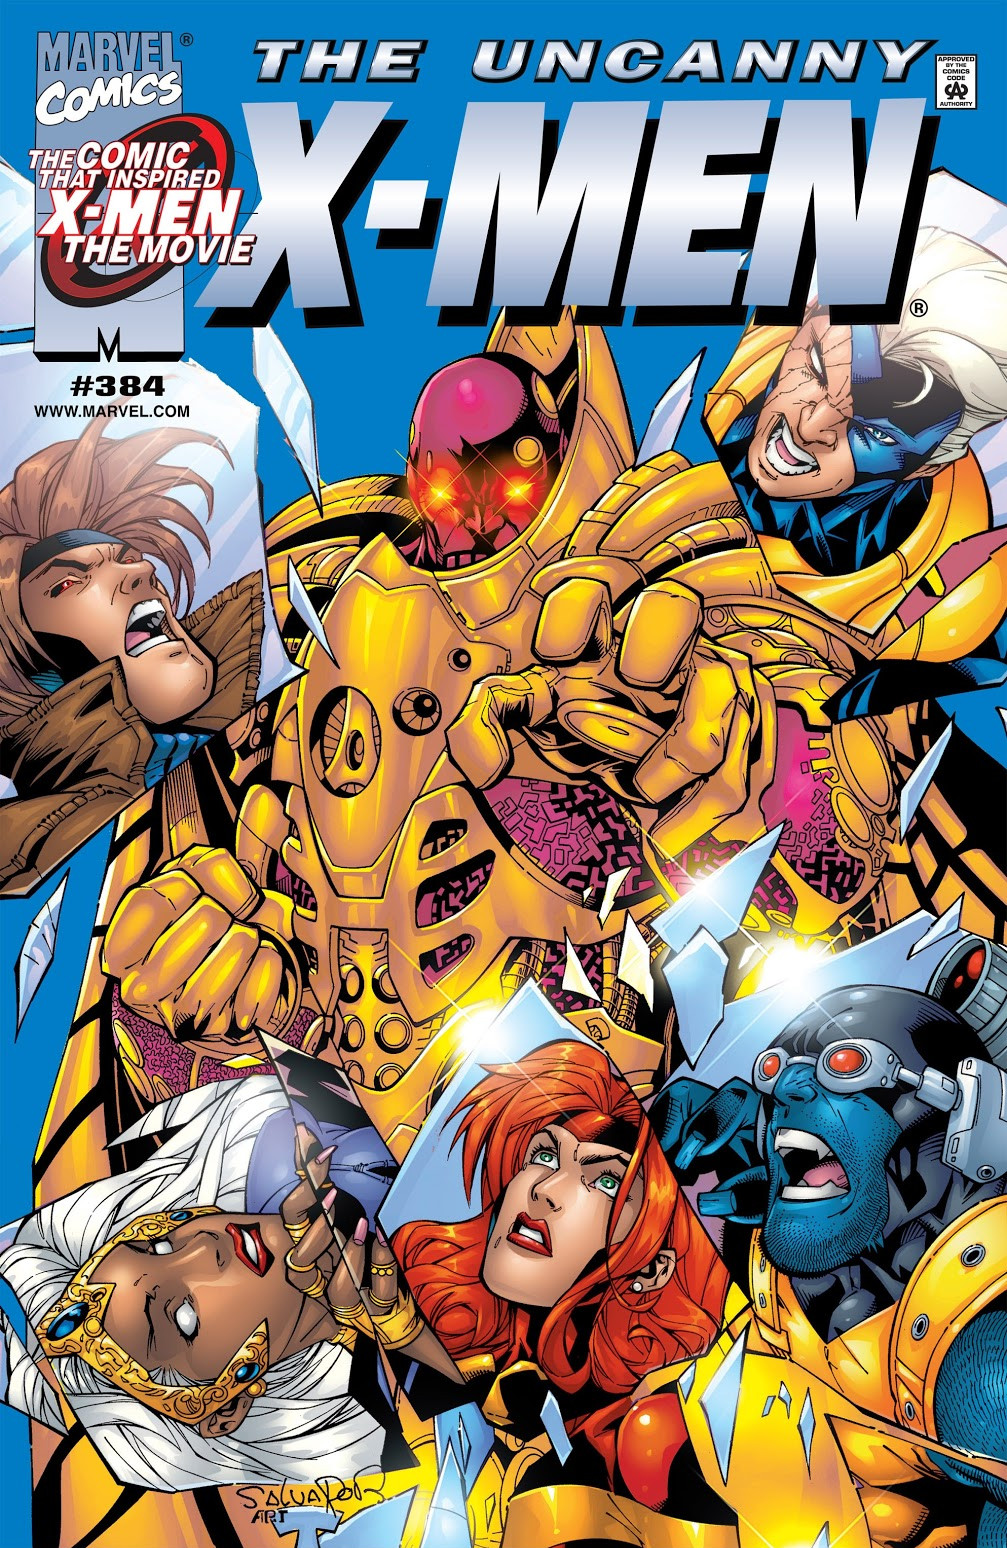 MARVEL®
COMICS
THE UNCANNY
X-MEN®
APPROVED
BY THE
COMICS
CODE
CA
AUTHORITY
THE COMIC
THAT INSPIRED
X-MEN
THE MOVIE
M
#384
WWW.MARVEL.COM
SALVADOR
ART